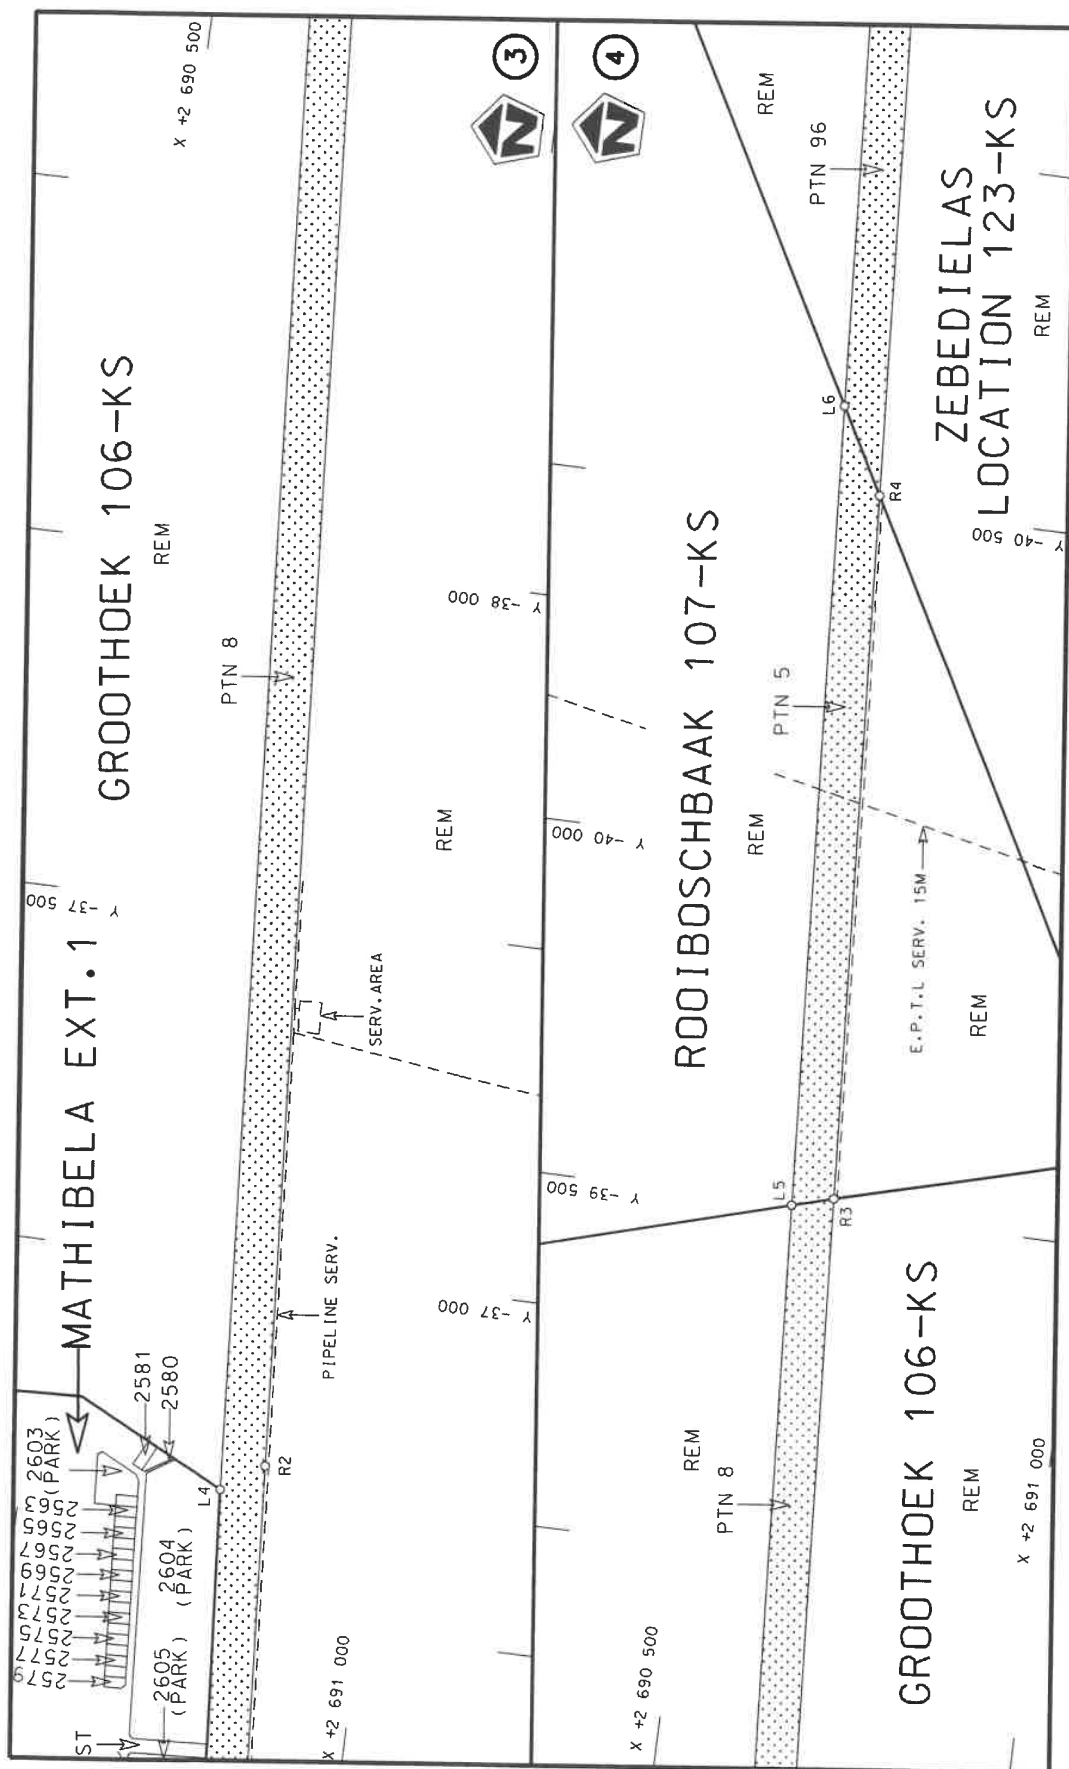 X +2 690 500
3
N
GROOTHOEK 106-KS
REM
PTN 8
Y -38 000
REM
Y -37 500
MATHIBELA EXT.1
SERV.AREA
PIPELINE SERV.
Y -37 000
2581
2580
2603
(PARK)
2563
2565
2567
2569
2571
2573
2575
2577
2579
L4
R2
2604
(PARK)
2605
(PARK)
ST
X +2 691 000
4
N
REM
PTN 96
ZEBEDIELAS
LOCATION 123-KS
REM
L6
R4
Y -40 500
ROOIBOSCHBAAK 107-KS
REM
PTN 5
Y -40 000
E.P.T.L SERV. 15M
REM
Y -39 500
L5
R3
GROOTHOEK 106-KS
REM
PTN 8
REM
X +2 691 000
X +2 690 500